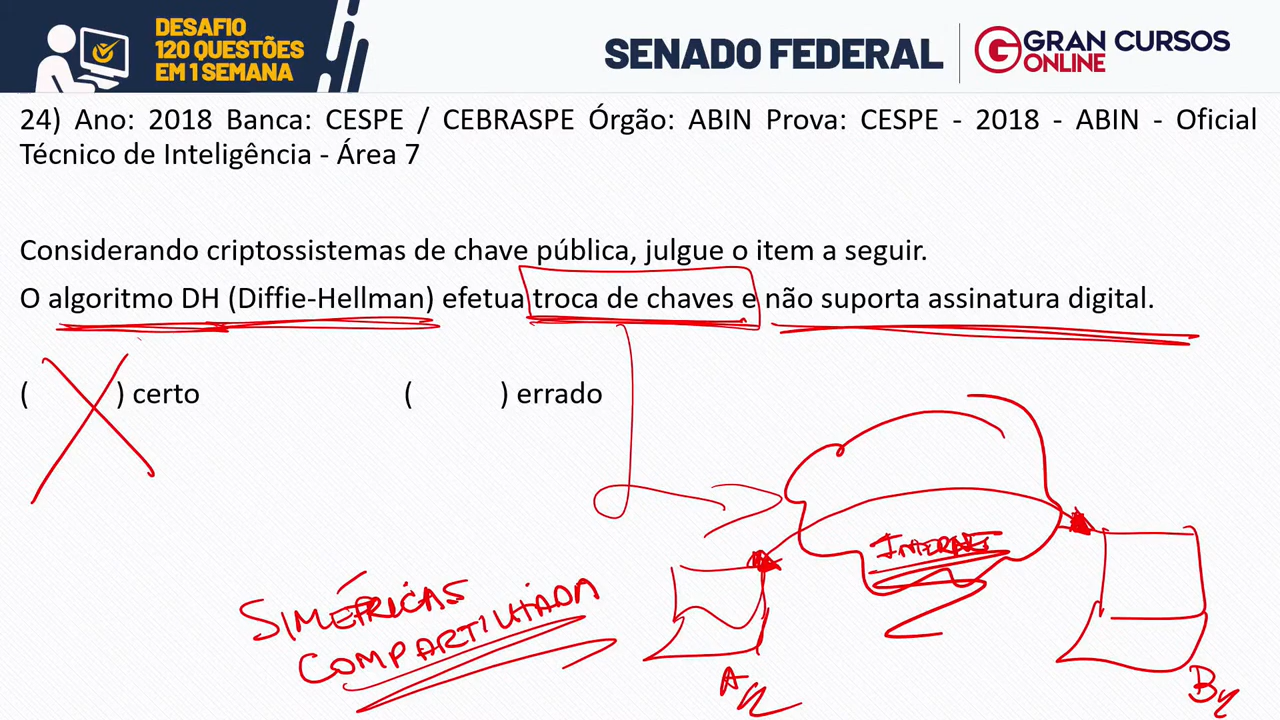 DESAFIO
120 QUESTÕES
EM 1 SEMANA
SENADO FEDERAL
GRAN CURSOS
ONLINE
24) Ano: 2018 Banca: CESPE / CEBRASPE Órgão: ABIN Prova: CESPE - 2018 - ABIN - Oficial
Técnico de Inteligência - Área 7
Considerando criptossistemas de chave pública, julgue o item a seguir.
O algoritmo DH (Diffie-Hellman) efetua troca de chaves e não suporta assinatura digital.
( X ) certo ( ) errado
INTERNET
SIMÉTRICAS
COMPARTILHADA
A
B